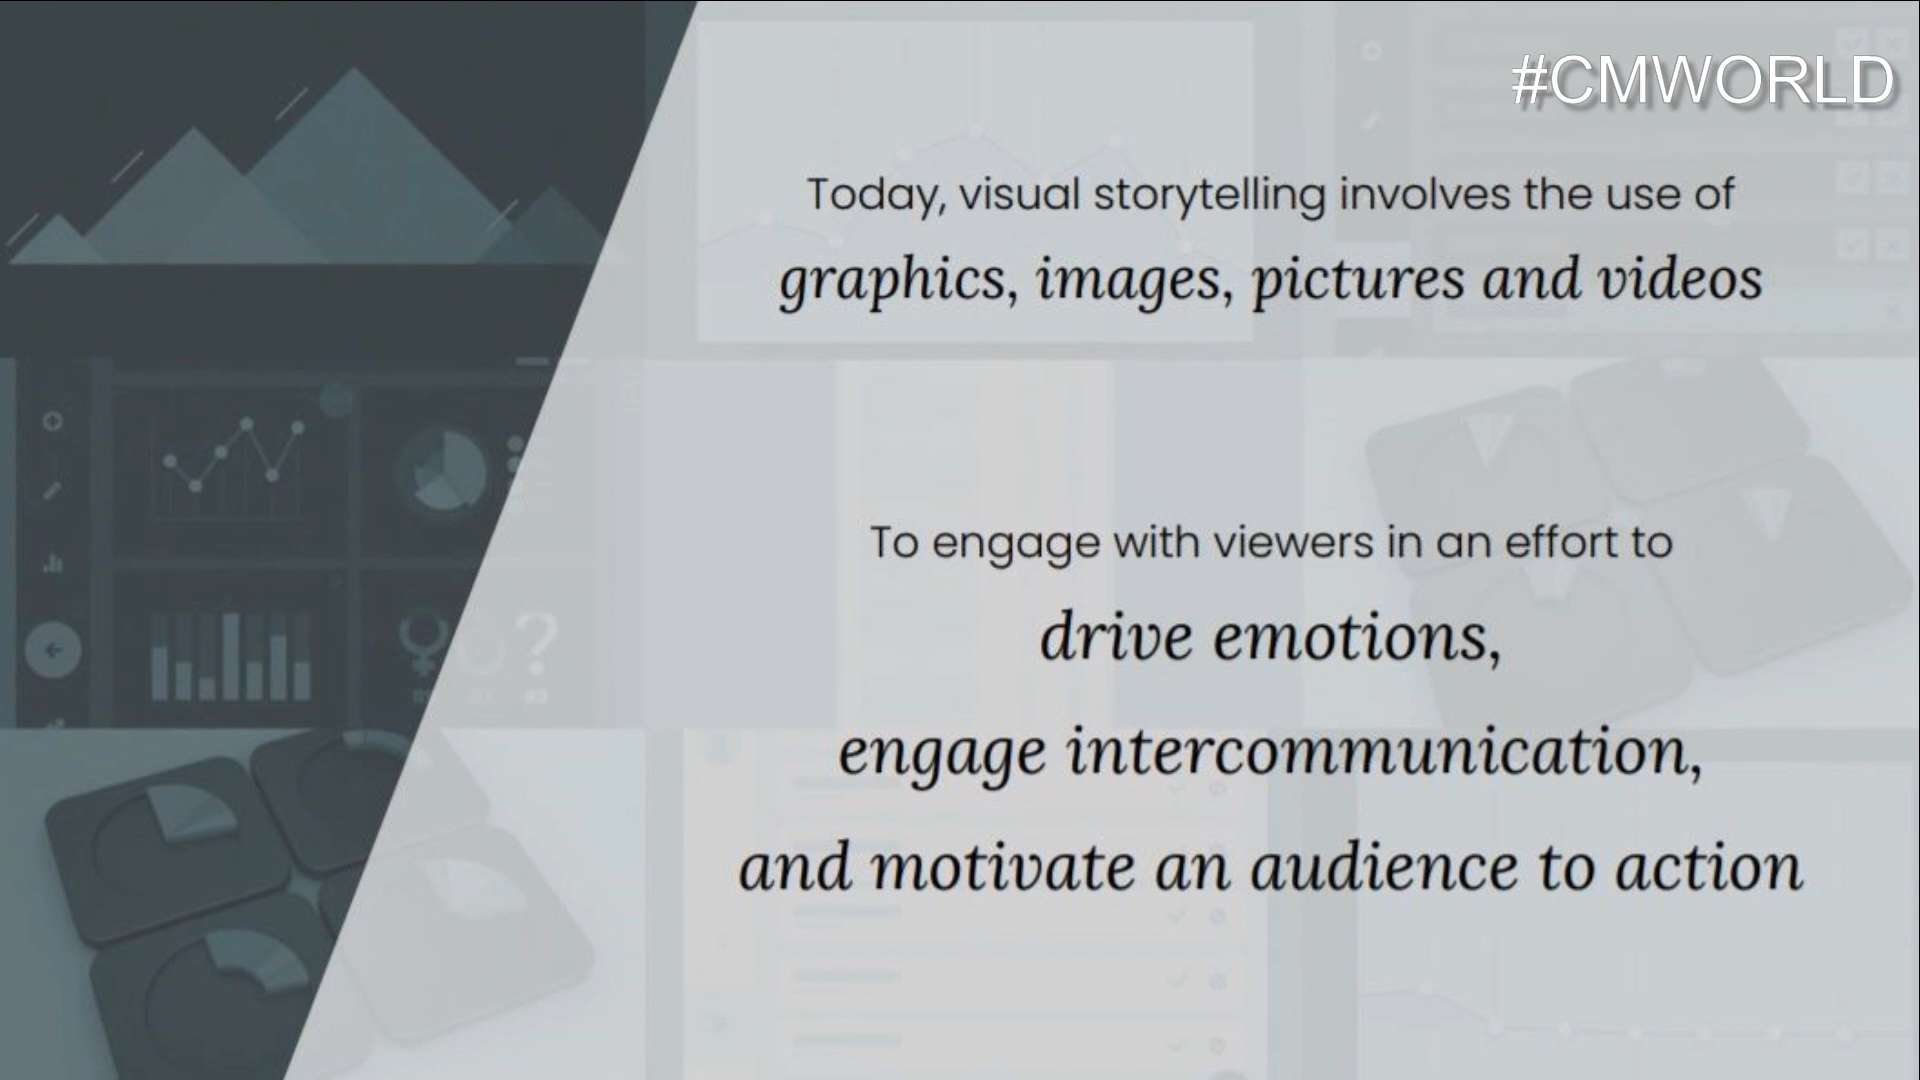 #CMWORLD
Today, visual storytelling involves the use of
graphics, images, pictures and videos
To engage with viewers in an effort to
drive emotions,
engage intercommunication,
and motivate an audience to action